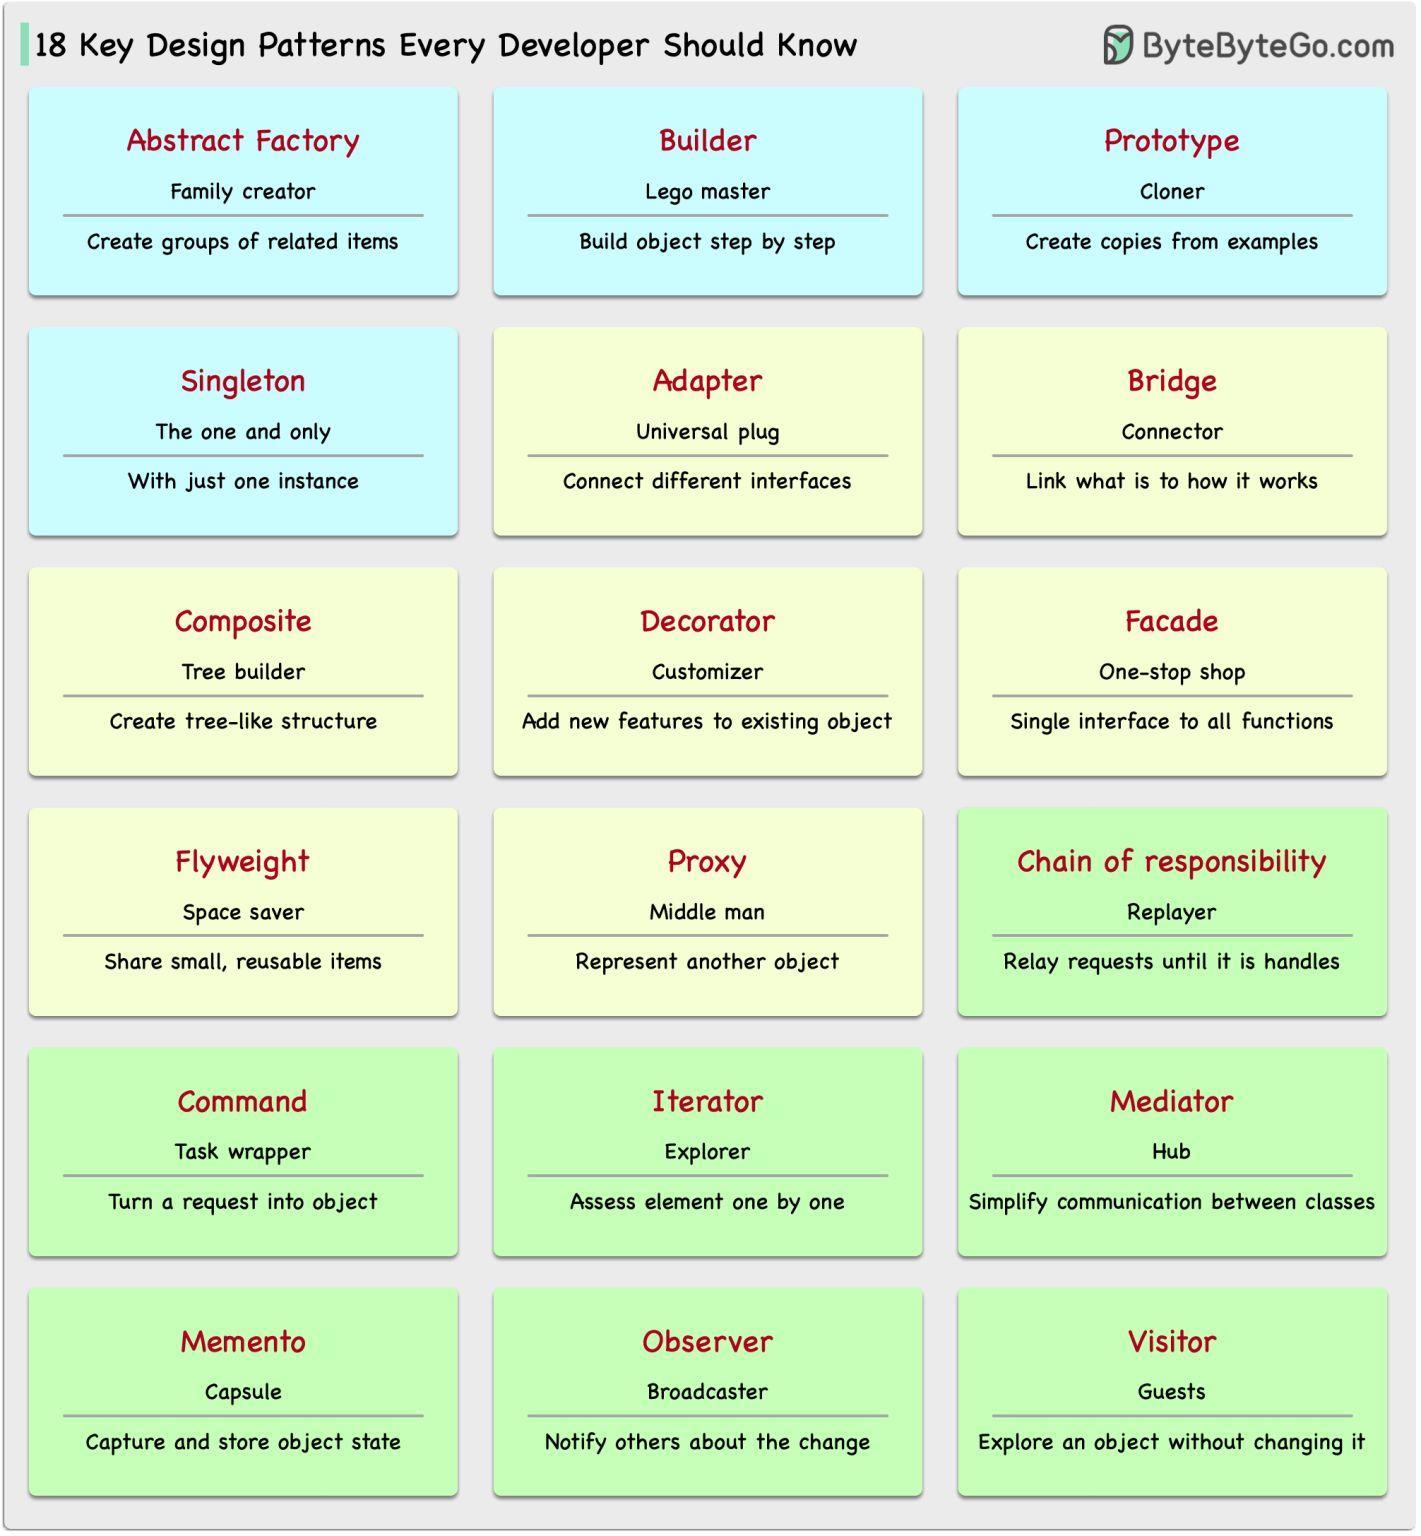 18 Key Design Patterns Every Developer Should Know
ByteByteGo.com
Abstract Factory
Family creator
Create groups of related items
Builder
Lego master
Build object step by step
Prototype
Cloner
Create copies from examples
Singleton
The one and only
With just one instance
Adapter
Universal plug
Connect different interfaces
Bridge
Connector
Link what is to how it works
Composite
Tree builder
Create tree-like structure
Decorator
Customizer
Add new features to existing object
Facade
One-stop shop
Single interface to all functions
Flyweight
Space saver
Share small, reusable items
Proxy
Middle man
Represent another object
Chain of responsibility
Replayer
Relay requests until it is handles
Command
Task wrapper
Turn a request into object
Iterator
Explorer
Assess element one by one
Mediator
Hub
Simplify communication between classes
Memento
Capsule
Capture and store object state
Observer
Broadcaster
Notify others about the change
Visitor
Guests
Explore an object without changing it